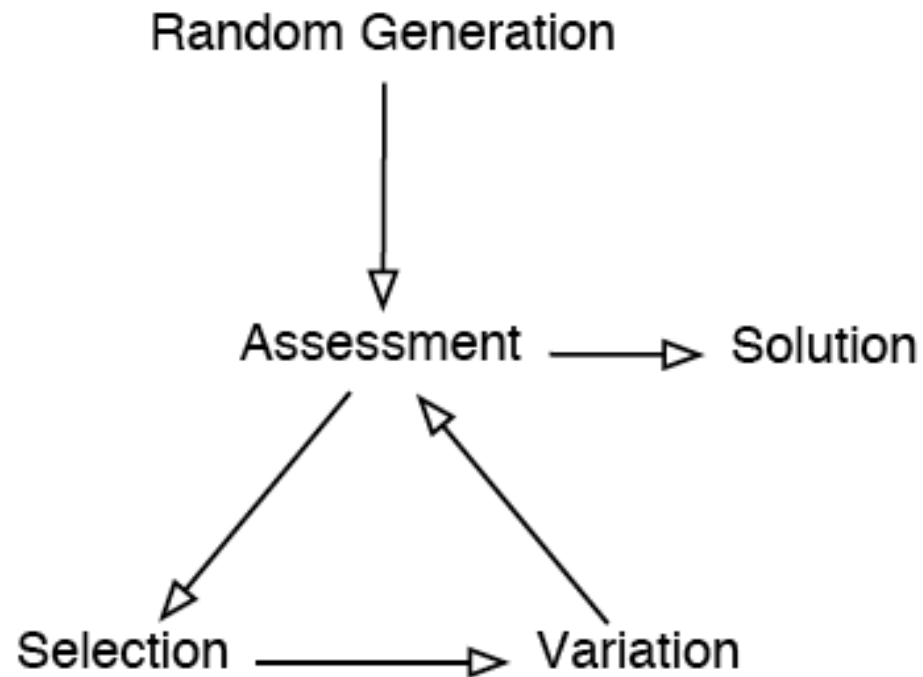 Random Generation
Assessment
Solution
Selection
Variation